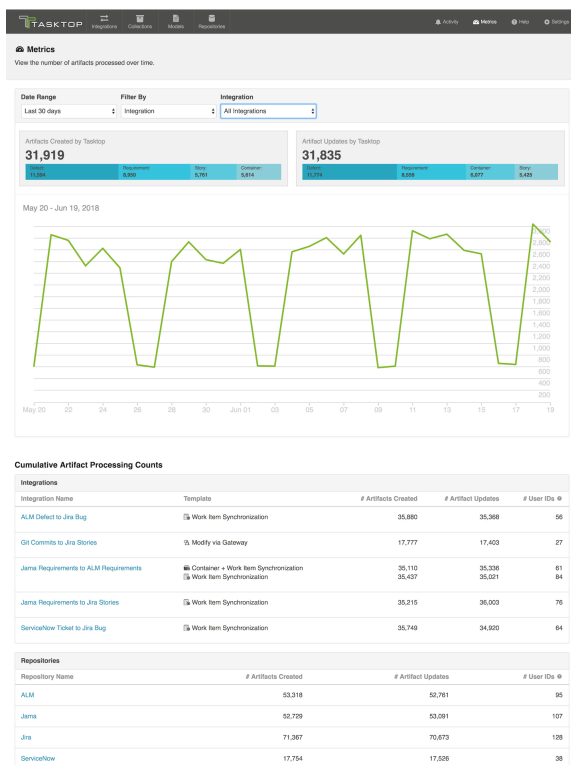 TASKTOP
Integrations Collections Models Repositories
Activity Metrics Help Settings
Metrics
View the number of artifacts processed over time.
Date Range Filter By Integration
Last 30 days Integration All Integrations
Artifacts Created by Tasktop
31,919
Defect: Requirement: Story: Container:
5,761 5,614
Artifact Updates by Tasktop
31,835
Defect: Requirement: Container: Story:
11,774 5,425
May 20 - Jun 19, 2018
2,800
2,600
2,400
2,200
2,000
1,800
1,600
1,400
1,200
1,000
800
600
400
200
May 20 22 24 26 28 30 Jun 01 03 05 07 09 11 13 15 17 19
Cumulative Artifact Processing Counts
Integrations
Integration Name Template # Artifacts Created # Artifact Updates # User IDs
ALM Defect to Jira Bug Work Item Synchronization 35,880 35,368 56
Git Commits to Jira Stories Modify via Gateway 17,777 17,403 27
Jama Requirements to ALM Requirements Container + Work Item Synchronization 35,110 35,336 61
Work Item Synchronization 35,437 35,021 84
Jama Requirements to Jira Stories Work Item Synchronization 35,215 36,003 76
ServiceNow Ticket to Jira Bug Work Item Synchronization 35,749 34,920 64
Repositories
Repository Name # Artifacts Created # Artifact Updates # User IDs
ALM 53,318 52,761 95
Jama 52,729 53,091 107
Jira 71,367 70,673 128
ServiceNow 17,754 17,526 38